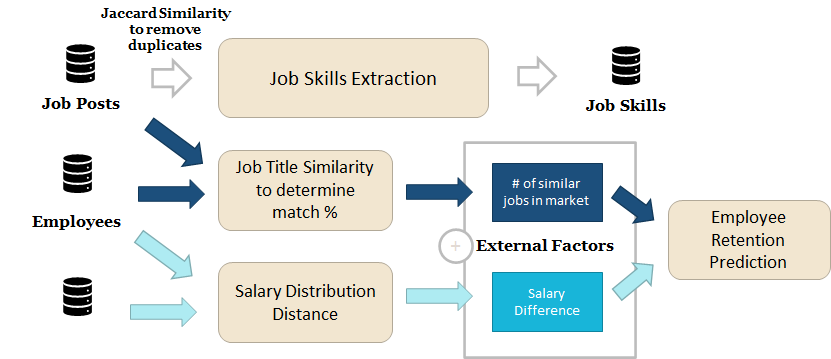 Jaccard Similarity
to remove
duplicates
Job Posts
Job Skills Extraction
Job Skills
Employees
Job Title Similarity
to determine
match %
# of similar
jobs in market
+
External Factors
Employee
Retention
Prediction
Salary Distribution
Distance
Salary
Difference